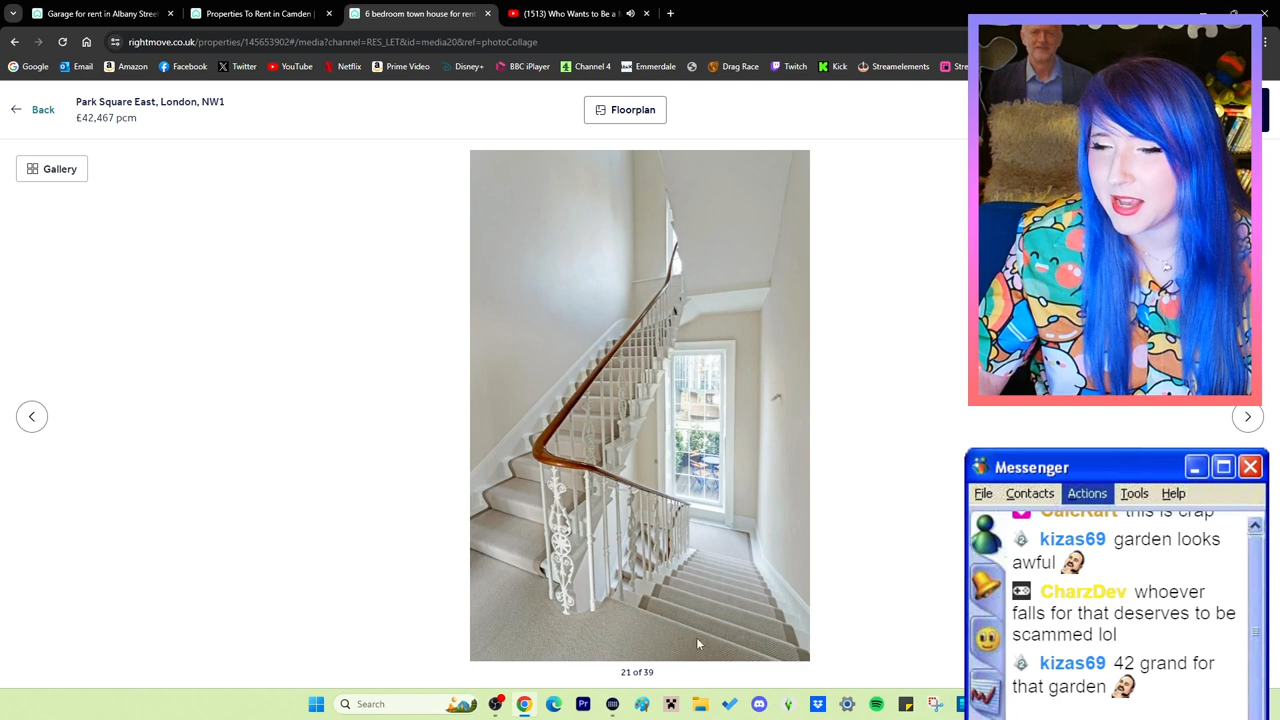 Garage for rent in Albany Street
Properties To Rent in Camden
6 bedroom town house for rent
(1513) Who Wants to Be a
rightmove.co.uk/properties/145653902#/media?channel=RES_LET&id=media20&ref=photoCollage
Google Email Amazon Facebook Twitter YouTube Netflix Prime Video Disney+ BBC iPlayer Channel 4 Emmerdale Drag Race Twitch Kick Streamelements
Back
Park Square East, London, NW1
£42,467 pcm
Floorplan
Gallery
21 of 39
Search
Messenger
File Contacts Actions Tools Help
this is crap
kizas69 garden looks
awful
CharzDev whoever
falls for that deserves to be
scammed lol
kizas69 42 grand for
that garden